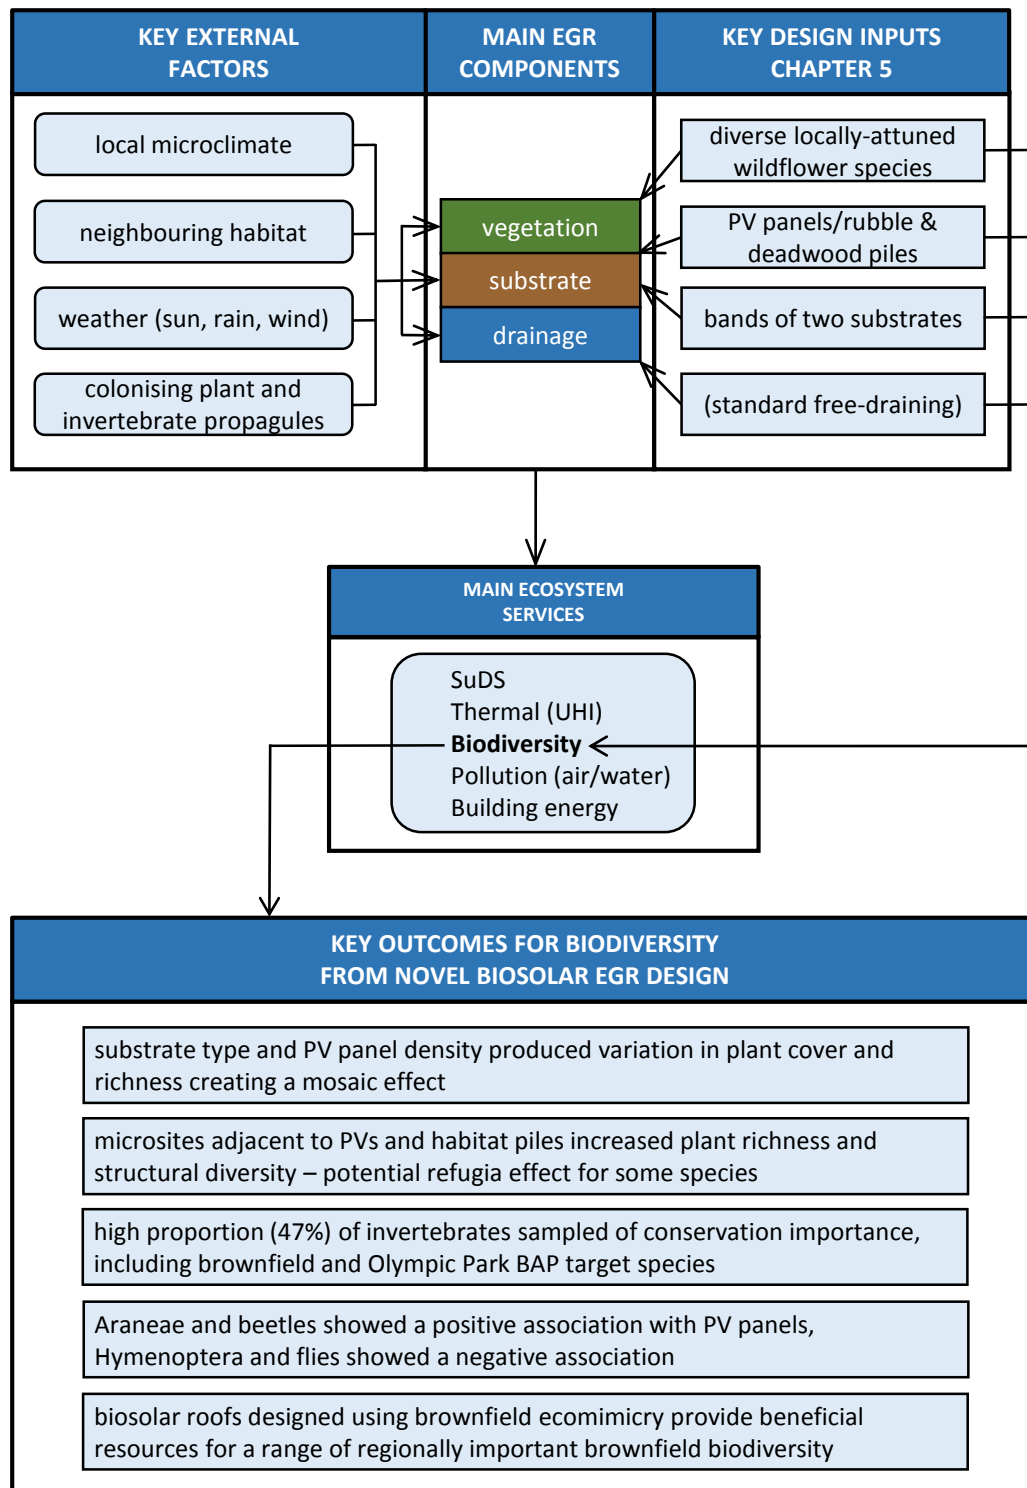 KEY EXTERNAL
FACTORS
MAIN EGR
COMPONENTS
KEY DESIGN INPUTS
CHAPTER 5
local microclimate
neighbouring habitat
weather (sun, rain, wind)
colonising plant and
invertebrate propagules
vegetation
substrate
drainage
diverse locally-attuned
wildflower species
PV panels/rubble &
deadwood piles
bands of two substrates
(standard free-draining)
MAIN ECOSYSTEM
SERVICES
SuDS
Thermal (UHI)
Biodiversity
Pollution (air/water)
Building energy
KEY OUTCOMES FOR BIODIVERSITY
FROM NOVEL BIOSOLAR EGR DESIGN
substrate type and PV panel density produced variation in plant cover and
richness creating a mosaic effect
microsites adjacent to PVs and habitat piles increased plant richness and
structural diversity – potential refugia effect for some species
high proportion (47%) of invertebrates sampled of conservation importance,
including brownfield and Olympic Park BAP target species
Araneae and beetles showed a positive association with PV panels,
Hymenoptera and flies showed a negative association
biosolar roofs designed using brownfield ecomimicry provide beneficial
resources for a range of regionally important brownfield biodiversity